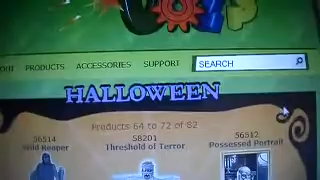 PRODUCTS ACCESSORIES SUPPORT SEARCH
HALLOWEEN
Products 64 to 72 of 82
56514 58201 56512
Reaper Threshold of Terror Possessed Portrait